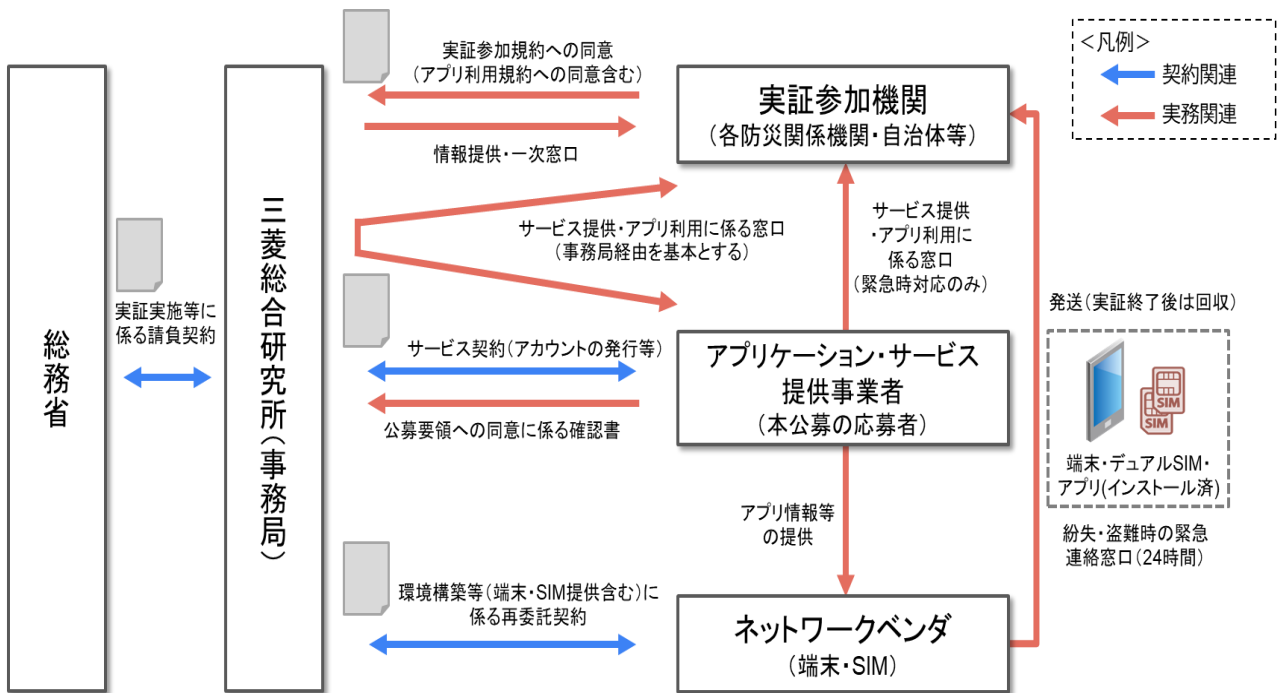 総務省
実証実施等に
係る請負契約
三菱総合研究所(事務局)
実証参加規約への同意
(アプリ利用規約への同意含む)
情報提供・一次窓口
サービス提供・アプリ利用に係る窓口
(事務局経由を基本とする)
サービス契約(アカウントの発行等)
公募要領への同意に係る確認書
環境構築等(端末・SIM提供含む)に
係る再委託契約
実証参加機関
(各防災関係機関・自治体等)
サービス提供
・アプリ利用に
係る窓口
(緊急時対応のみ)
アプリケーション・サービス
提供事業者
(本公募の応募者)
アプリ情報等
の提供
ネットワークベンダ
(端末・SIM)
<凡例>
契約関連
実務関連
発送(実証終了後は回収)
SIM
SIM
端末・デュアルSIM・
アプリ(インストール済)
紛失・盗難時の緊急
連絡窓口(24時間)